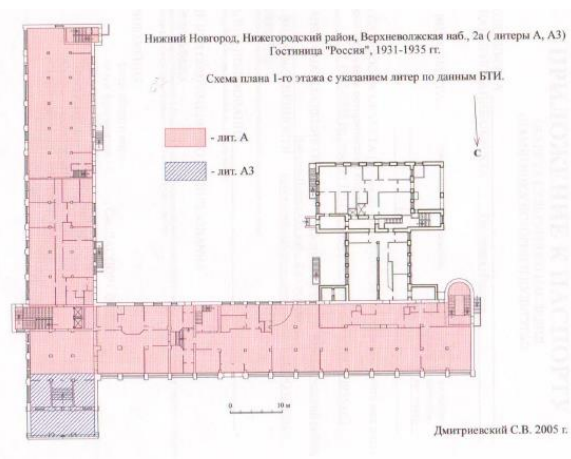 Нижний Новгород, Нижегородский район, Верхневолжская наб., 2а ( литеры А, А3)
Гостиница "Россия", 1931-1935 гг.
Схема плана 1-го этажа с указанием литер по данным БТИ.
- лит. А
С
- лит. А3
0 10 м
Дмитриевский С.В. 2005 г.